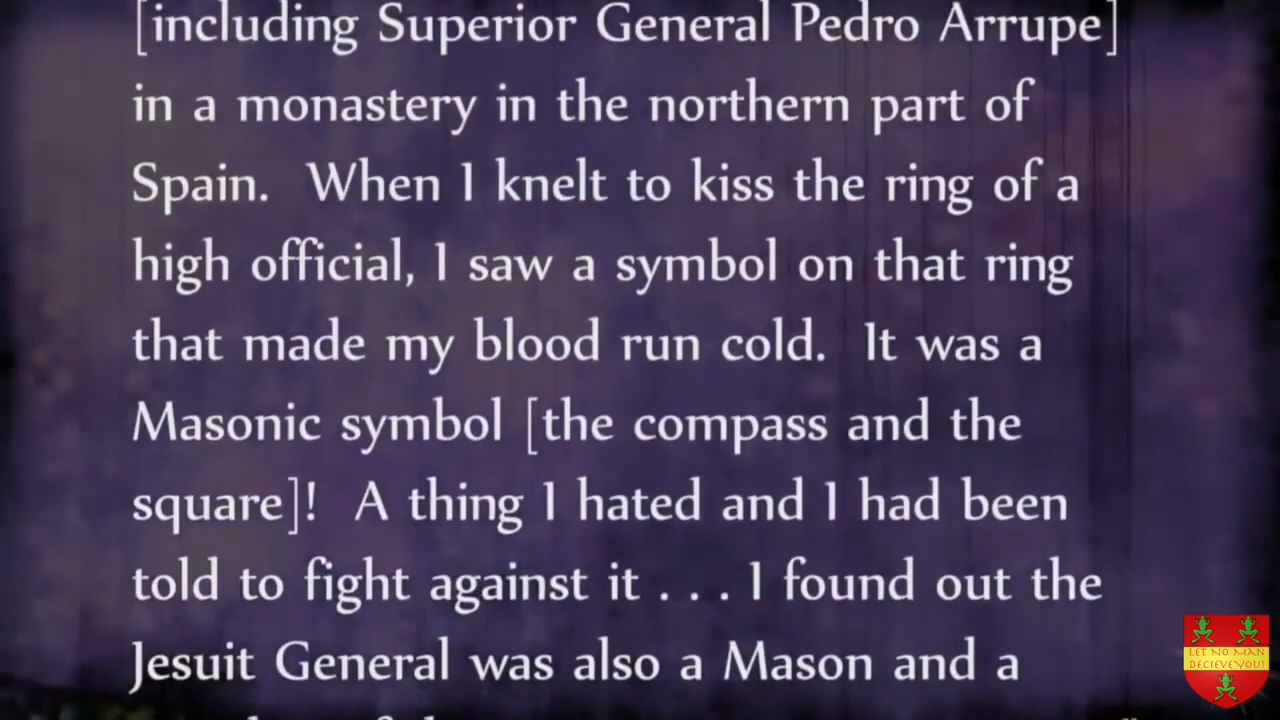 [including Superior General Pedro Arrupe]
in a monastery in the northern part of
Spain. When I knelt to kiss the ring of a
high official, I saw a symbol on that ring
that made my blood run cold. It was a
Masonic symbol [the compass and the
square]! A thing I hated and I had been
told to fight against it . . . I found out the
Jesuit General was also a Mason and a
LET NO MAN
DECIEVE YOU!